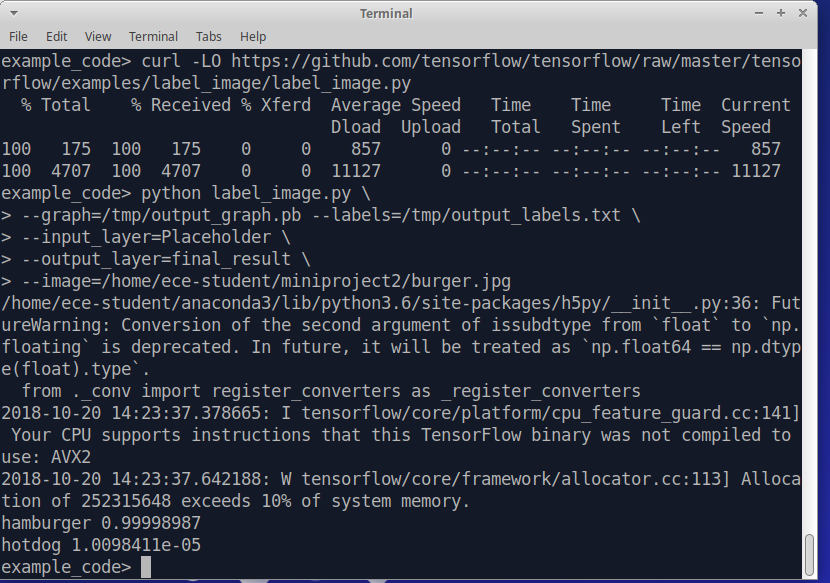 Terminal
File Edit View Terminal Tabs Help
example_code> curl -LO https://github.com/tensorflow/tensorflow/raw/master/tenso
rflow/examples/label_image/label_image.py
  % Total    % Received % Xferd  Average Speed   Time    Time     Time  Current
                                 Dload  Upload   Total   Spent    Left  Speed
100   175  100   175    0     0    857      0 --:--:-- --:--:-- --:--:--   857
100  4707  100  4707    0     0  11127      0 --:--:-- --:--:-- --:--:-- 11127
example_code> python label_image.py \
> --graph=/tmp/output_graph.pb --labels=/tmp/output_labels.txt \
> --input_layer=Placeholder \
> --output_layer=final_result \
> --image=/home/ece-student/miniproject2/burger.jpg
/home/ece-student/anaconda3/lib/python3.6/site-packages/h5py/__init__.py:36: Fut
ureWarning: Conversion of the second argument of issubdtype from `float` to `np.
floating` is deprecated. In future, it will be treated as `np.float64 == np.dtyp
e(float).type`.
  from ._conv import register_converters as _register_converters
2018-10-20 14:23:37.378665: I tensorflow/core/platform/cpu_feature_guard.cc:141]
 Your CPU supports instructions that this TensorFlow binary was not compiled to
use: AVX2
2018-10-20 14:23:37.642188: W tensorflow/core/framework/allocator.cc:113] Alloca
tion of 252315648 exceeds 10% of system memory.
hamburger 0.99998987
hotdog 1.0098411e-05
example_code>